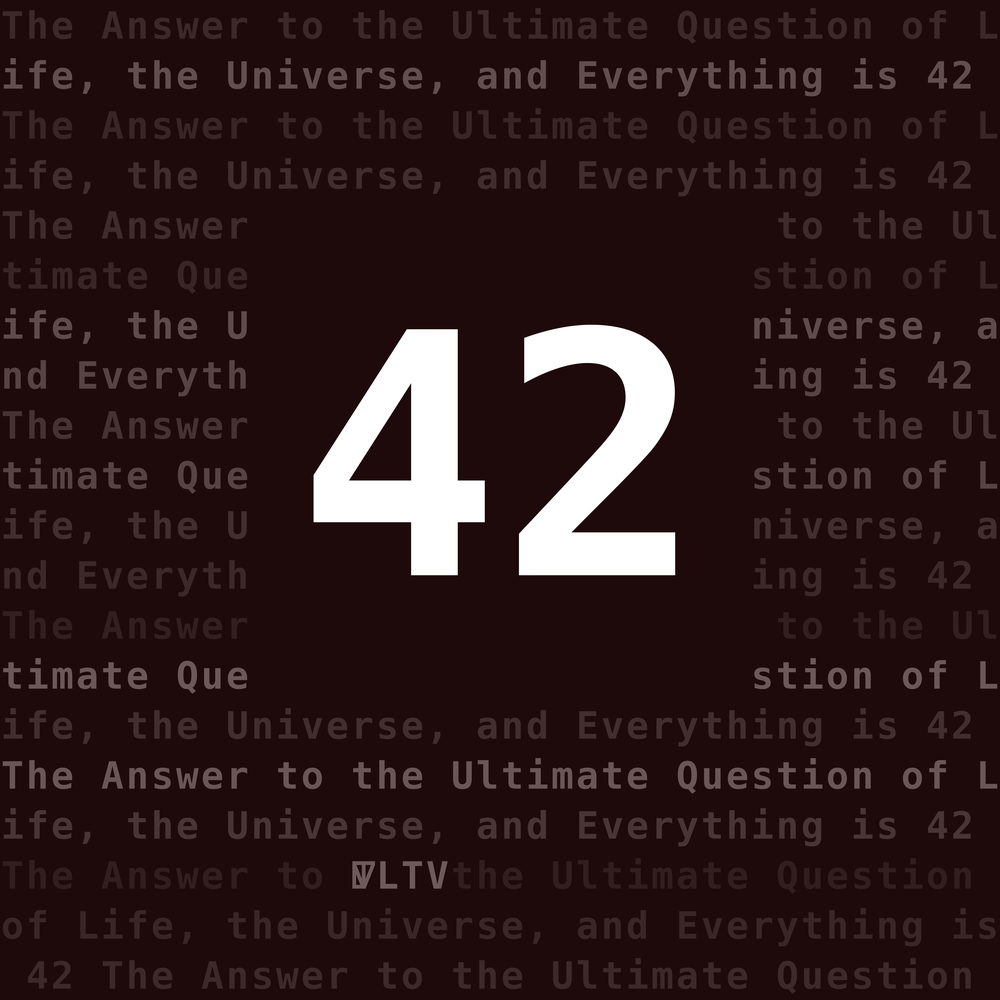 The Answer to the Ultimate Question of L
ife, the Universe, and Everything is 42
The Answer to the Ultimate Question of L
ife, the Universe, and Everything is 42
The Answer to the Ul
timate Que stion of L
ife, the U niverse, a
nd Everyth ing is 42
The Answer to the Ul
timate Que stion of L
ife, the U niverse, a
nd Everyth ing is 42
The Answer to the Ul
timate Que stion of L
42
ife, the Universe, and Everything is 42
The Answer to the Ultimate Question of L
ife, the Universe, and Everything is 42
The Answer to the Ultimate Question
of Life, the Universe, and Everything is
42 The Answer to the Ultimate Question